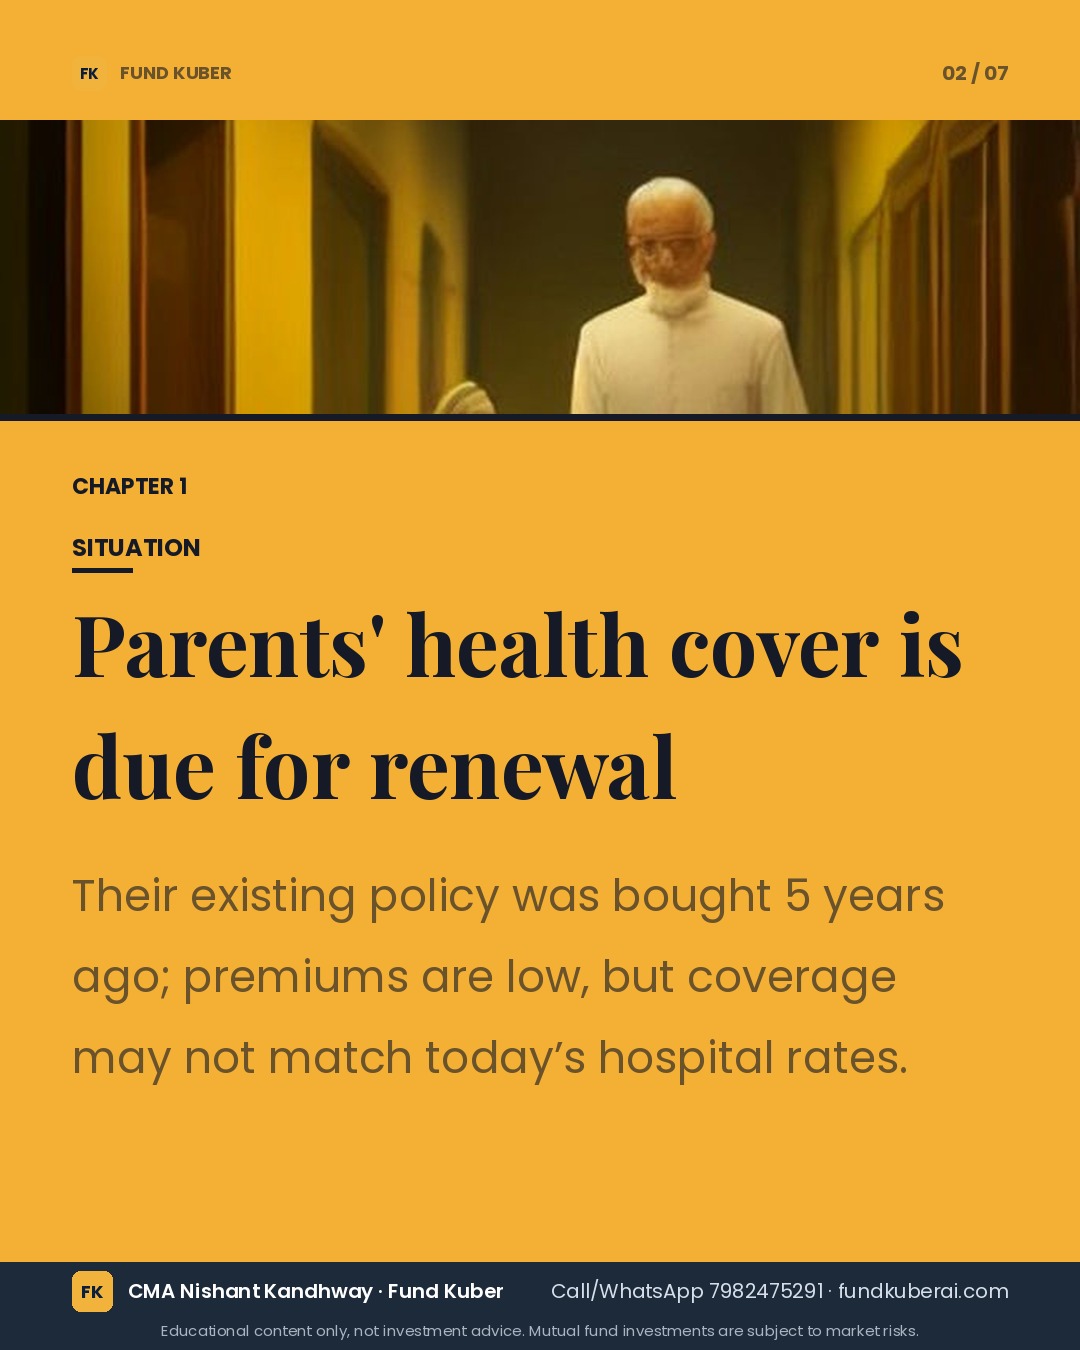 FK FUND KUBER 02 / 07
CHAPTER 1
SITUATION
Parents' health cover is
due for renewal
Their existing policy was bought 5 years
ago; premiums are low, but coverage
may not match today’s hospital rates.
FK CMA Nishant Kandhway · Fund Kuber Call/WhatsApp 7982475291 · fundkuberai.com
Educational content only, not investment advice. Mutual fund investments are subject to market risks.